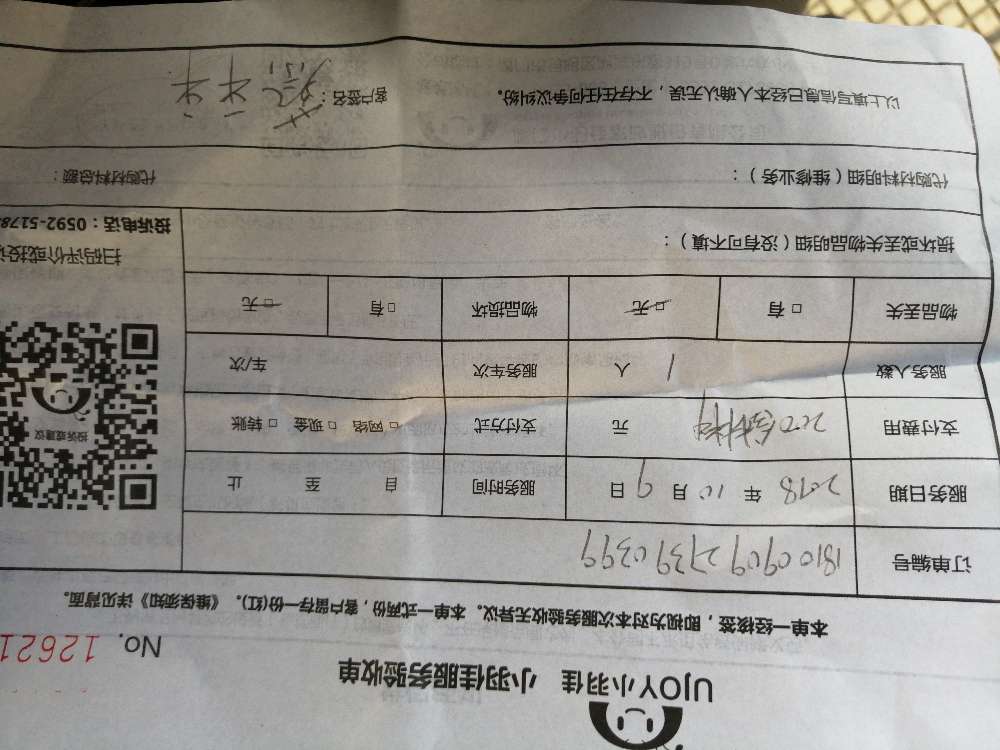 UJOY小羽佳 小羽佳服务验收单
No. 12621
本单一经核签，即视为对本次服务验收无异议。本单一式两份，客户留存一份(红)。《维保须知》详见背面。
订单编号 1810090927390399
服务日期 2018 年 10 月 9 日 服务时间 自 至 止
支付费用 元 支付方式 □ 网络 □ 现金 □ 转账
服务人数 1 人 服务车次 车/次
物品丢失 □ 有 □ 无 物品损坏 □ 有 □ 无
损坏或丢失物品明细（没有可不填）：
扫码评价或投诉
投诉电话：0592-5178
投诉或建议
代购材料明细（维修业务）： 代购材料总额：
以上填写信息已经本人确认无误，不存在任何争议纠纷。 客户签名：